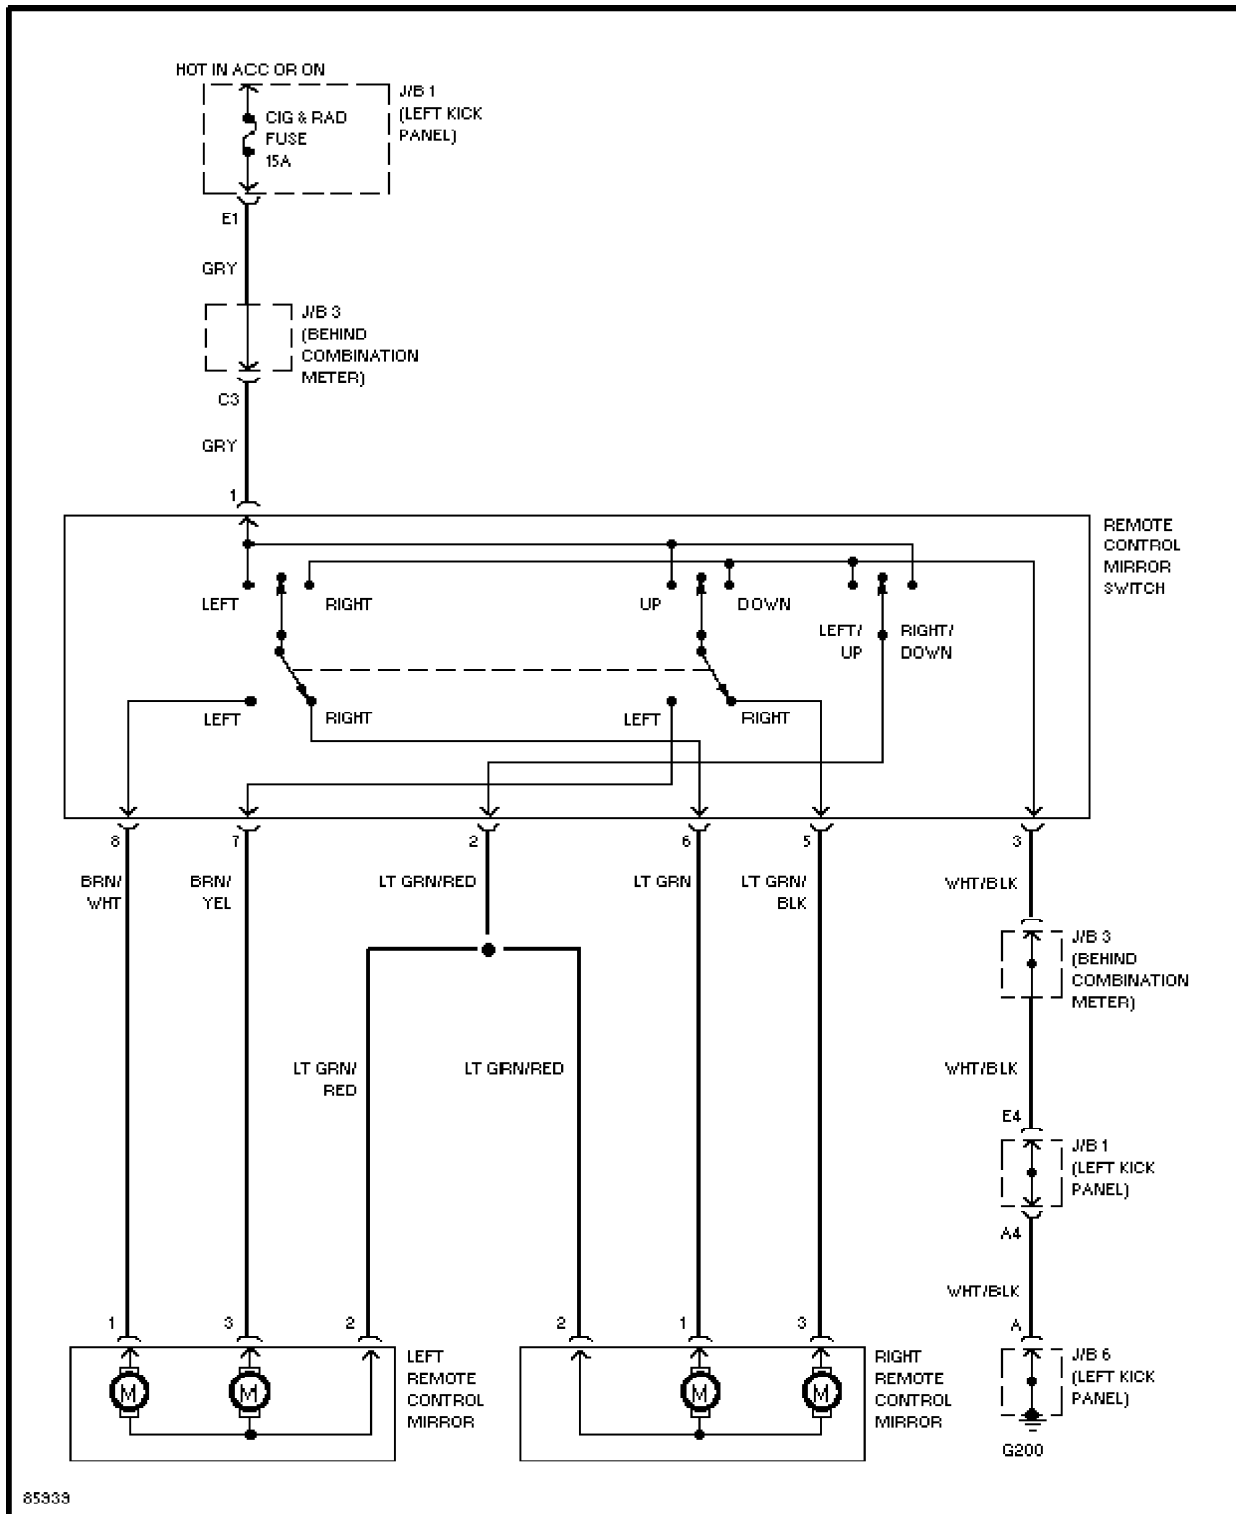 HOT IN ACC OR ON
J/B 1
(LEFT KICK
PANEL)
CIG & RAD
FUSE
15A
E1
GRY
J/B 3
(BEHIND
COMBINATION
METER)
C3
GRY
1
REMOTE
CONTROL
MIRROR
SWITCH
LEFT
RIGHT
UP
DOWN
LEFT/
UP
RIGHT/
DOWN
LEFT
RIGHT
LEFT
RIGHT
8
7
2
6
5
3
BRN/
WHT
BRN/
YEL
LT GRN/RED
LT GRN
LT GRN/
BLK
WHT/BLK
J/B 3
(BEHIND
COMBINATION
METER)
LT GRN/
RED
LT GRN/RED
WHT/BLK
E4
J/B 1
(LEFT KICK
PANEL)
A4
WHT/BLK
1
3
2
2
1
3
A
LEFT
REMOTE
CONTROL
MIRROR
RIGHT
REMOTE
CONTROL
MIRROR
J/B 6
(LEFT KICK
PANEL)
M
M
M
M
G200
85939